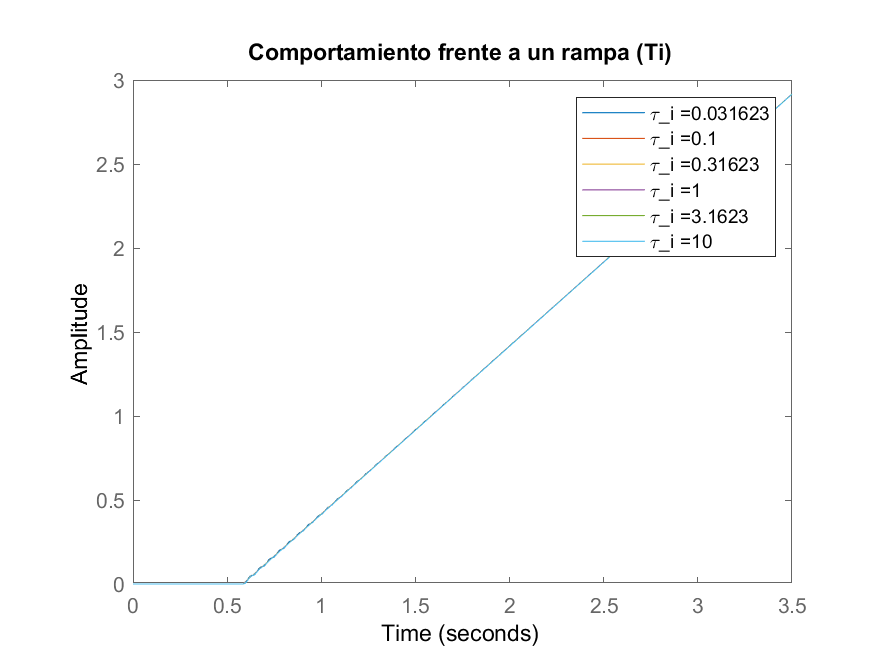 Comportamiento frente a un rampa (Ti)
3
2.5
2
1.5
1
0.5
0
Amplitude
τ_i =0.031623
τ_i =0.1
τ_i =0.31623
τ_i =1
τ_i =3.1623
τ_i =10
0 0.5 1 1.5 2 2.5 3 3.5
Time (seconds)